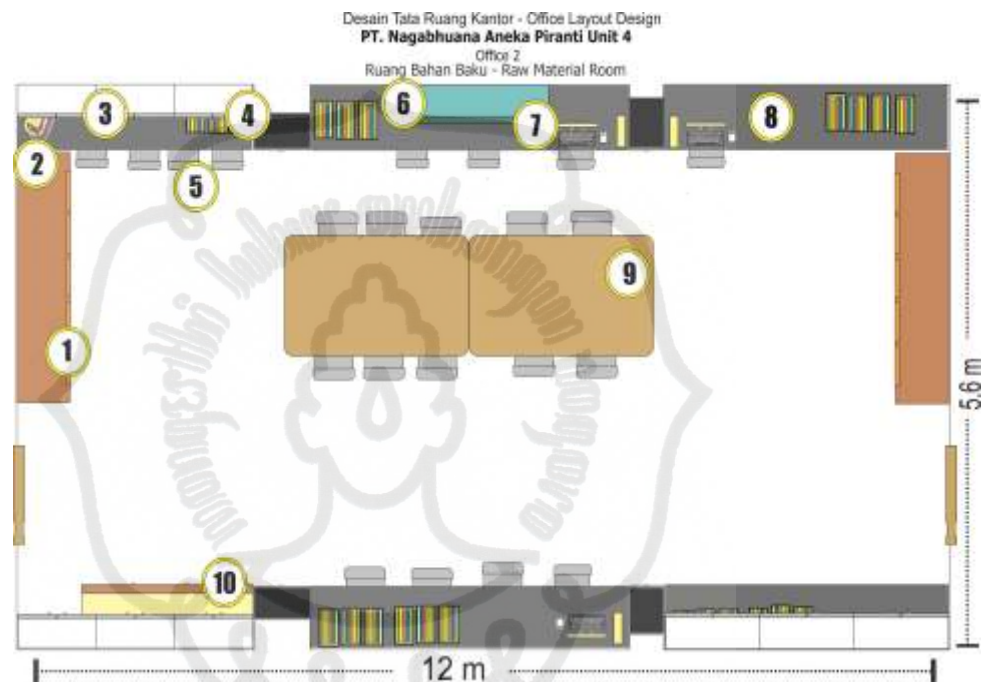 Desain Tata Ruang Kantor - Office Layout Design
PT. Nagabhuana Aneka Piranti Unit 4
Office 2
Ruang Bahan Baku - Raw Material Room
3
4
6
7
8
2
5
9
1
5,6 m
10
12 m